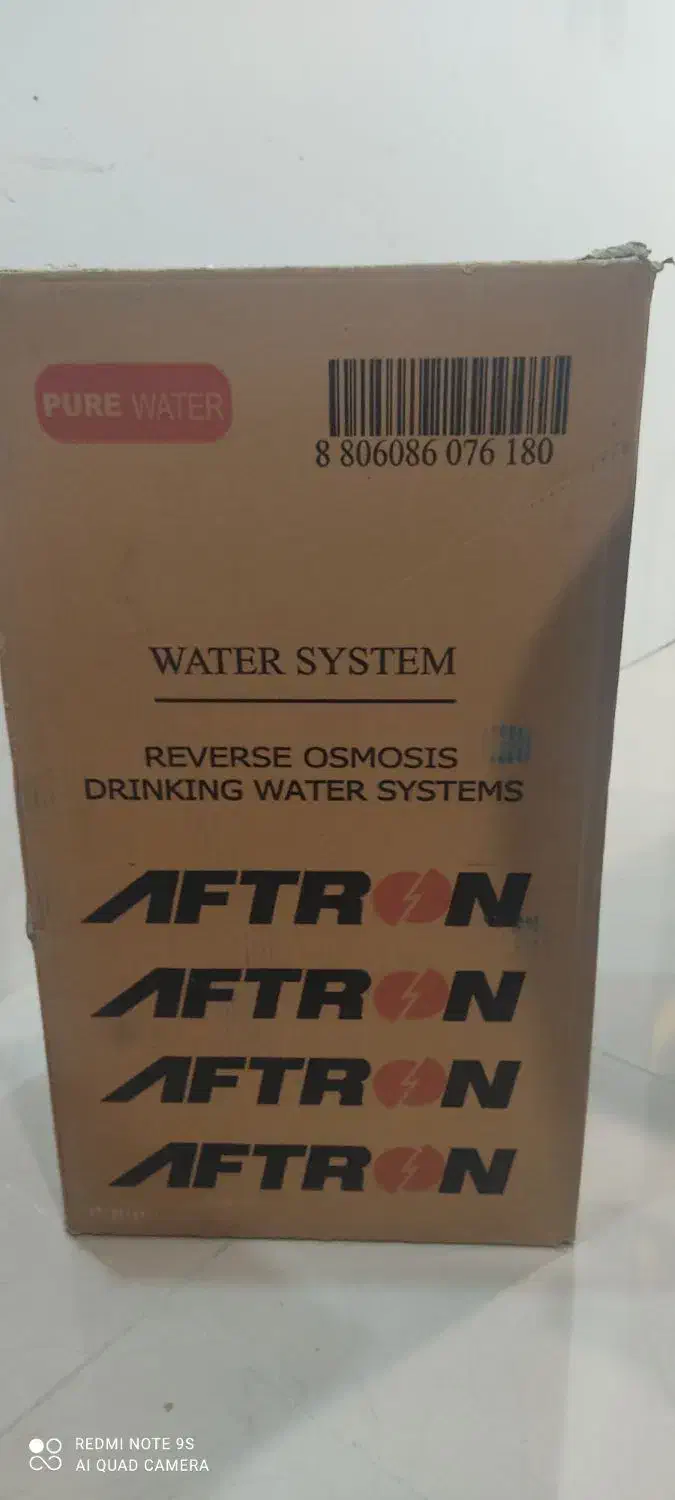 PURE WATER
8 806086 076 180
WATER SYSTEM
REVERSE OSMOSIS
DRINKING WATER SYSTEMS
AFTRON
AFTRON
AFTRON
AFTRON
REDMI NOTE 9S
AI QUAD CAMERA